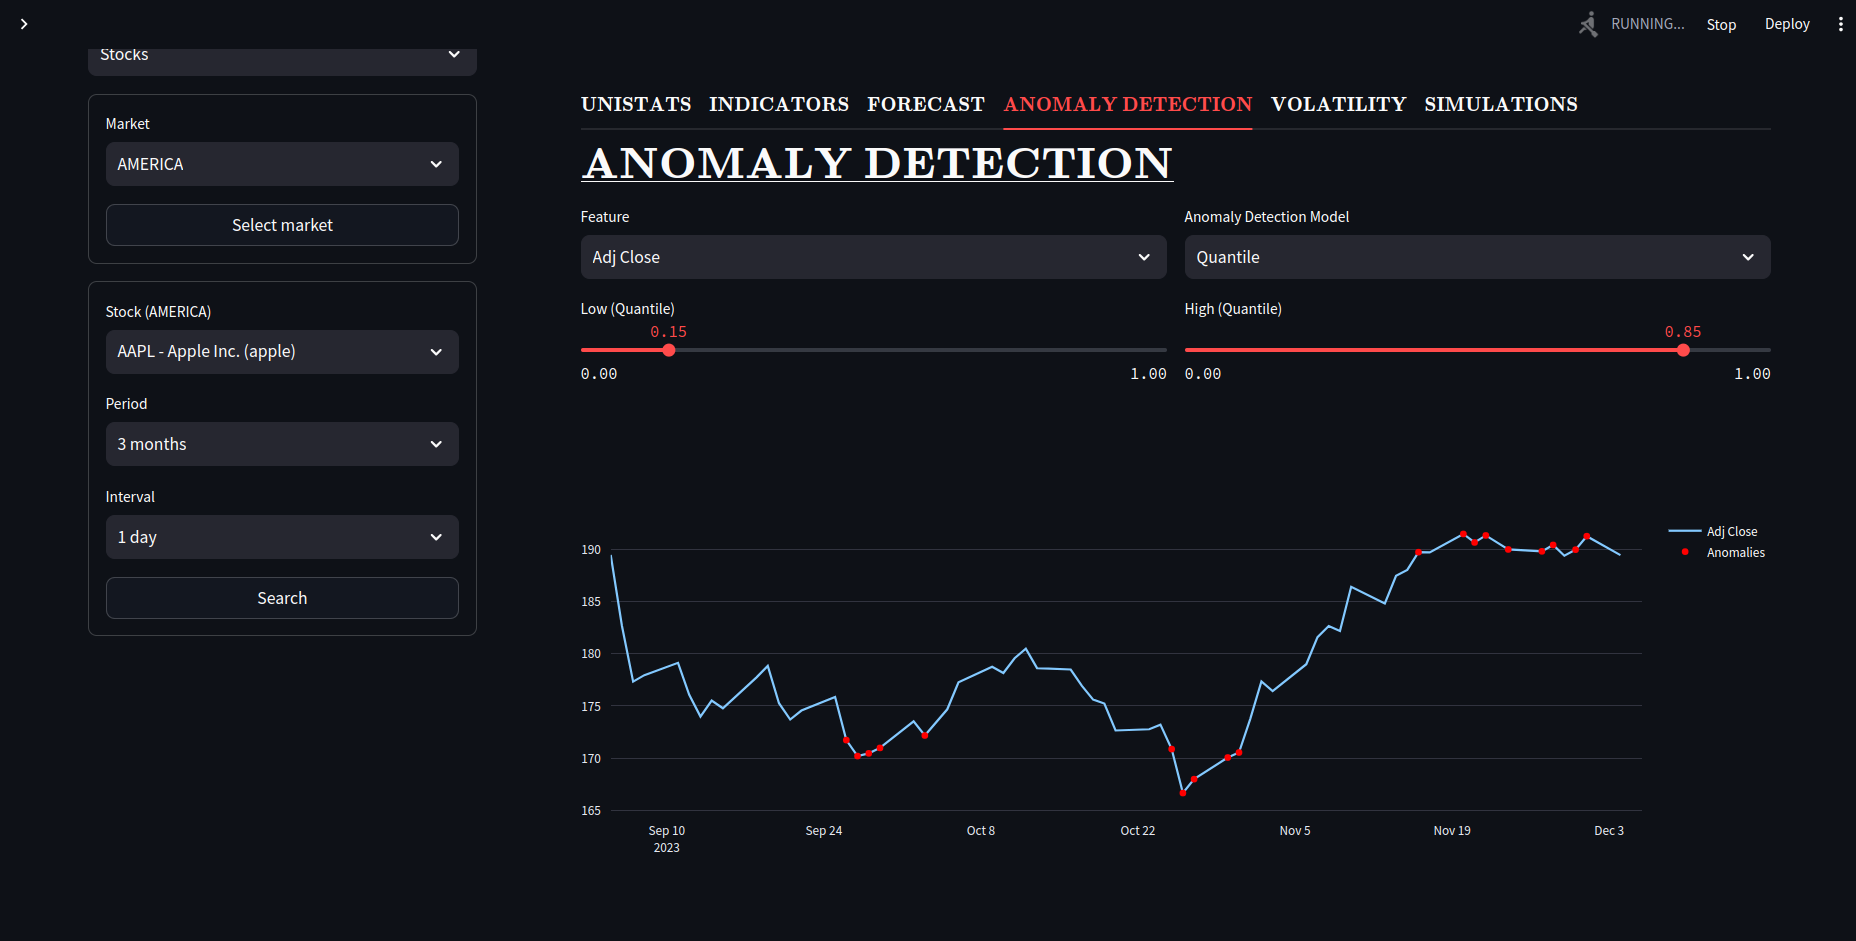 RUNNING...
Stop
Deploy
Stocks
Market
AMERICA
Select market
Stock (AMERICA)
AAPL - Apple Inc. (apple)
Period
3 months
Interval
1 day
Search
UNISTATS INDICATORS FORECAST ANOMALY DETECTION VOLATILITY SIMULATIONS
ANOMALY DETECTION
Feature
Adj Close
Anomaly Detection Model
Quantile
Low (Quantile)
0.15
0.00 1.00
High (Quantile)
0.85
0.00 1.00
190
185
180
175
170
165
Sep 10 Sep 24 Oct 8 Oct 22 Nov 5 Nov 19 Dec 3
2023
Adj Close
Anomalies